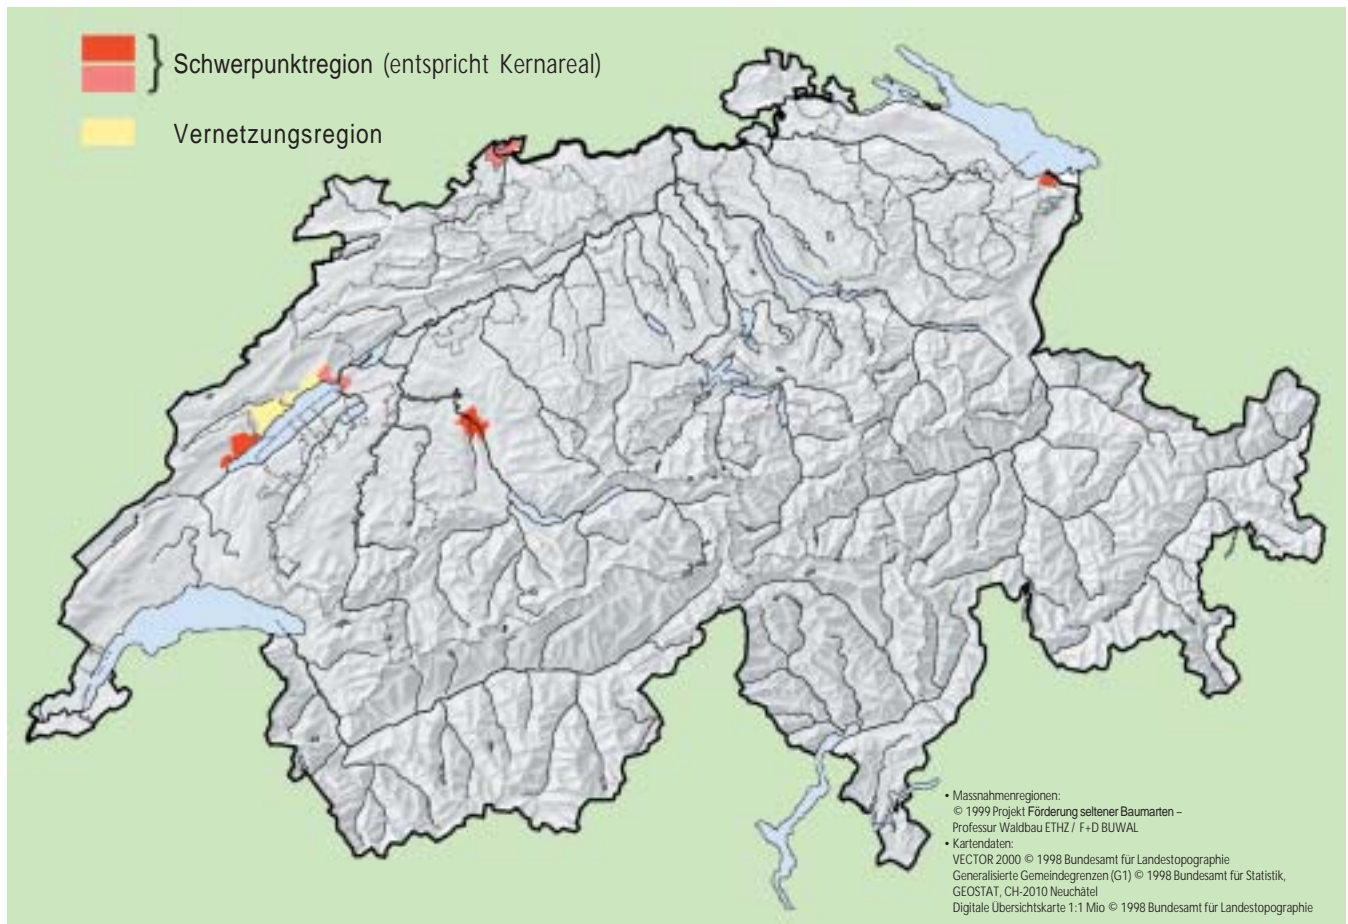 Schwerpunktregion (entspricht Kernareal)
Vernetzungsregion
• Massnahmenregionen:
© 1999 Projekt Förderung seltener Baumarten –
Professur Waldbau ETHZ / F+D BUWAL
• Kartendaten:
VECTOR 2000 © 1998 Bundesamt für Landestopographie
Generalisierte Gemeindegrenzen (G1) © 1998 Bundesamt für Statistik,
GEOSTAT, CH-2010 Neuchâtel
Digitale Übersichtskarte 1:1 Mio © 1998 Bundesamt für Landestopographie